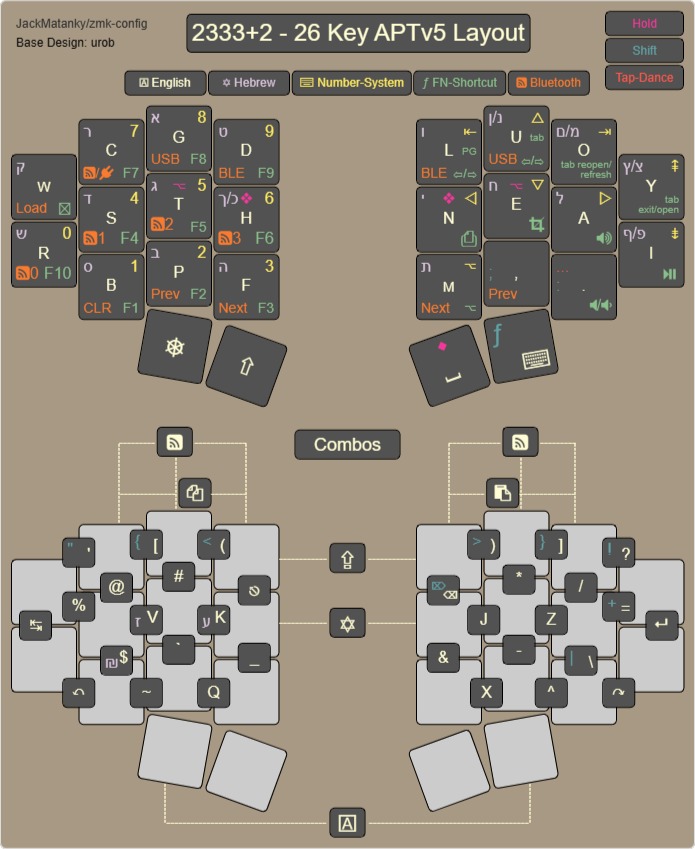 JackMatanky/zmk-config
Base Design: urob
2333+2 - 26 Key APTv5 Layout
Hold
Shift
Tap-Dance
A English
✡ Hebrew
Number-System
ƒ FN-Shortcut
Bluetooth
ק
W
Load
ר 7
C
F7
א 8
G
USB F8
ט 9
D
BLE F9
ו
L PG
BLE
נ/ן
U tab
USB
מ/ם
O
tab reopen/
refresh
צ/ץ
Y
tab
exit/open
ש 0
R
0 F10
ד 4
S
1 F4
ג 5
T
2 F5
כ/ך 6
H
3 F6
י
N
ח
E
ל
A
פ/ף
I
ס 1
B
CLR F1
ב 2
P
Prev F2
ה 3
F
Next F3
ת
M
Next
; ,
Prev
...
: .
ƒ
Combos
" '
{ [
< (
> )
} ]
! ?
@
#
*
/
%
ז V
ע K
J
Z
+ =
₪ $
`
_
&
-
| \
~
Q
X
^
A